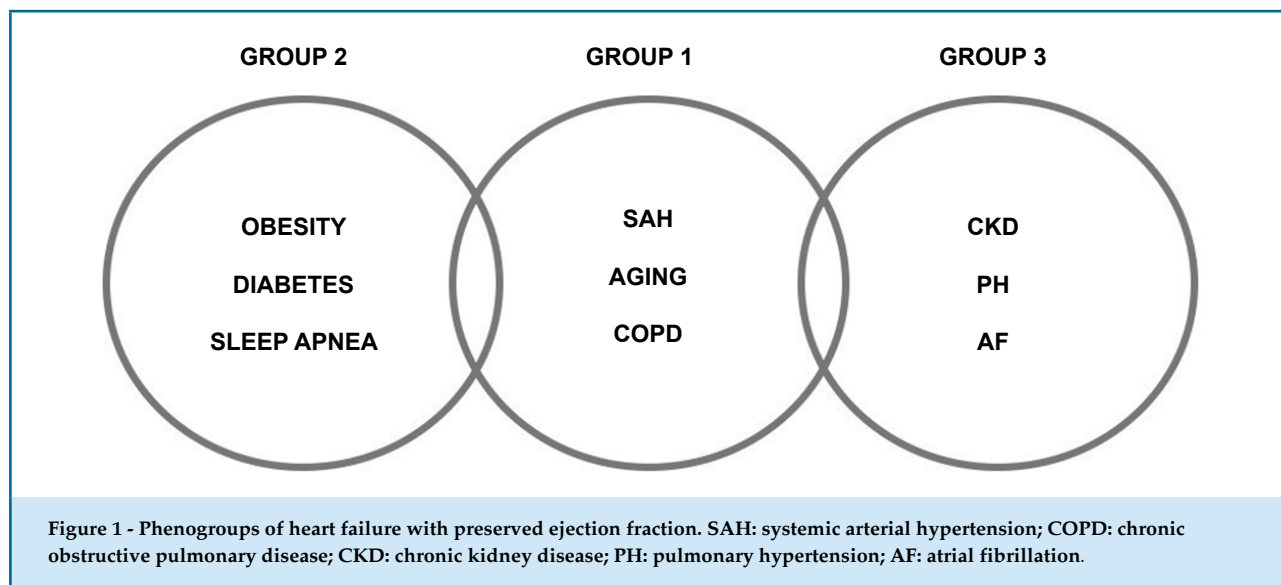 GROUP 2 GROUP 1 GROUP 3
OBESITY
DIABETES
SLEEP APNEA
SAH
AGING
COPD
CKD
PH
AF
Figure 1 - Phenogroups of heart failure with preserved ejection fraction. SAH: systemic arterial hypertension; COPD: chronic
obstructive pulmonary disease; CKD: chronic kidney disease; PH: pulmonary hypertension; AF: atrial fibrillation.